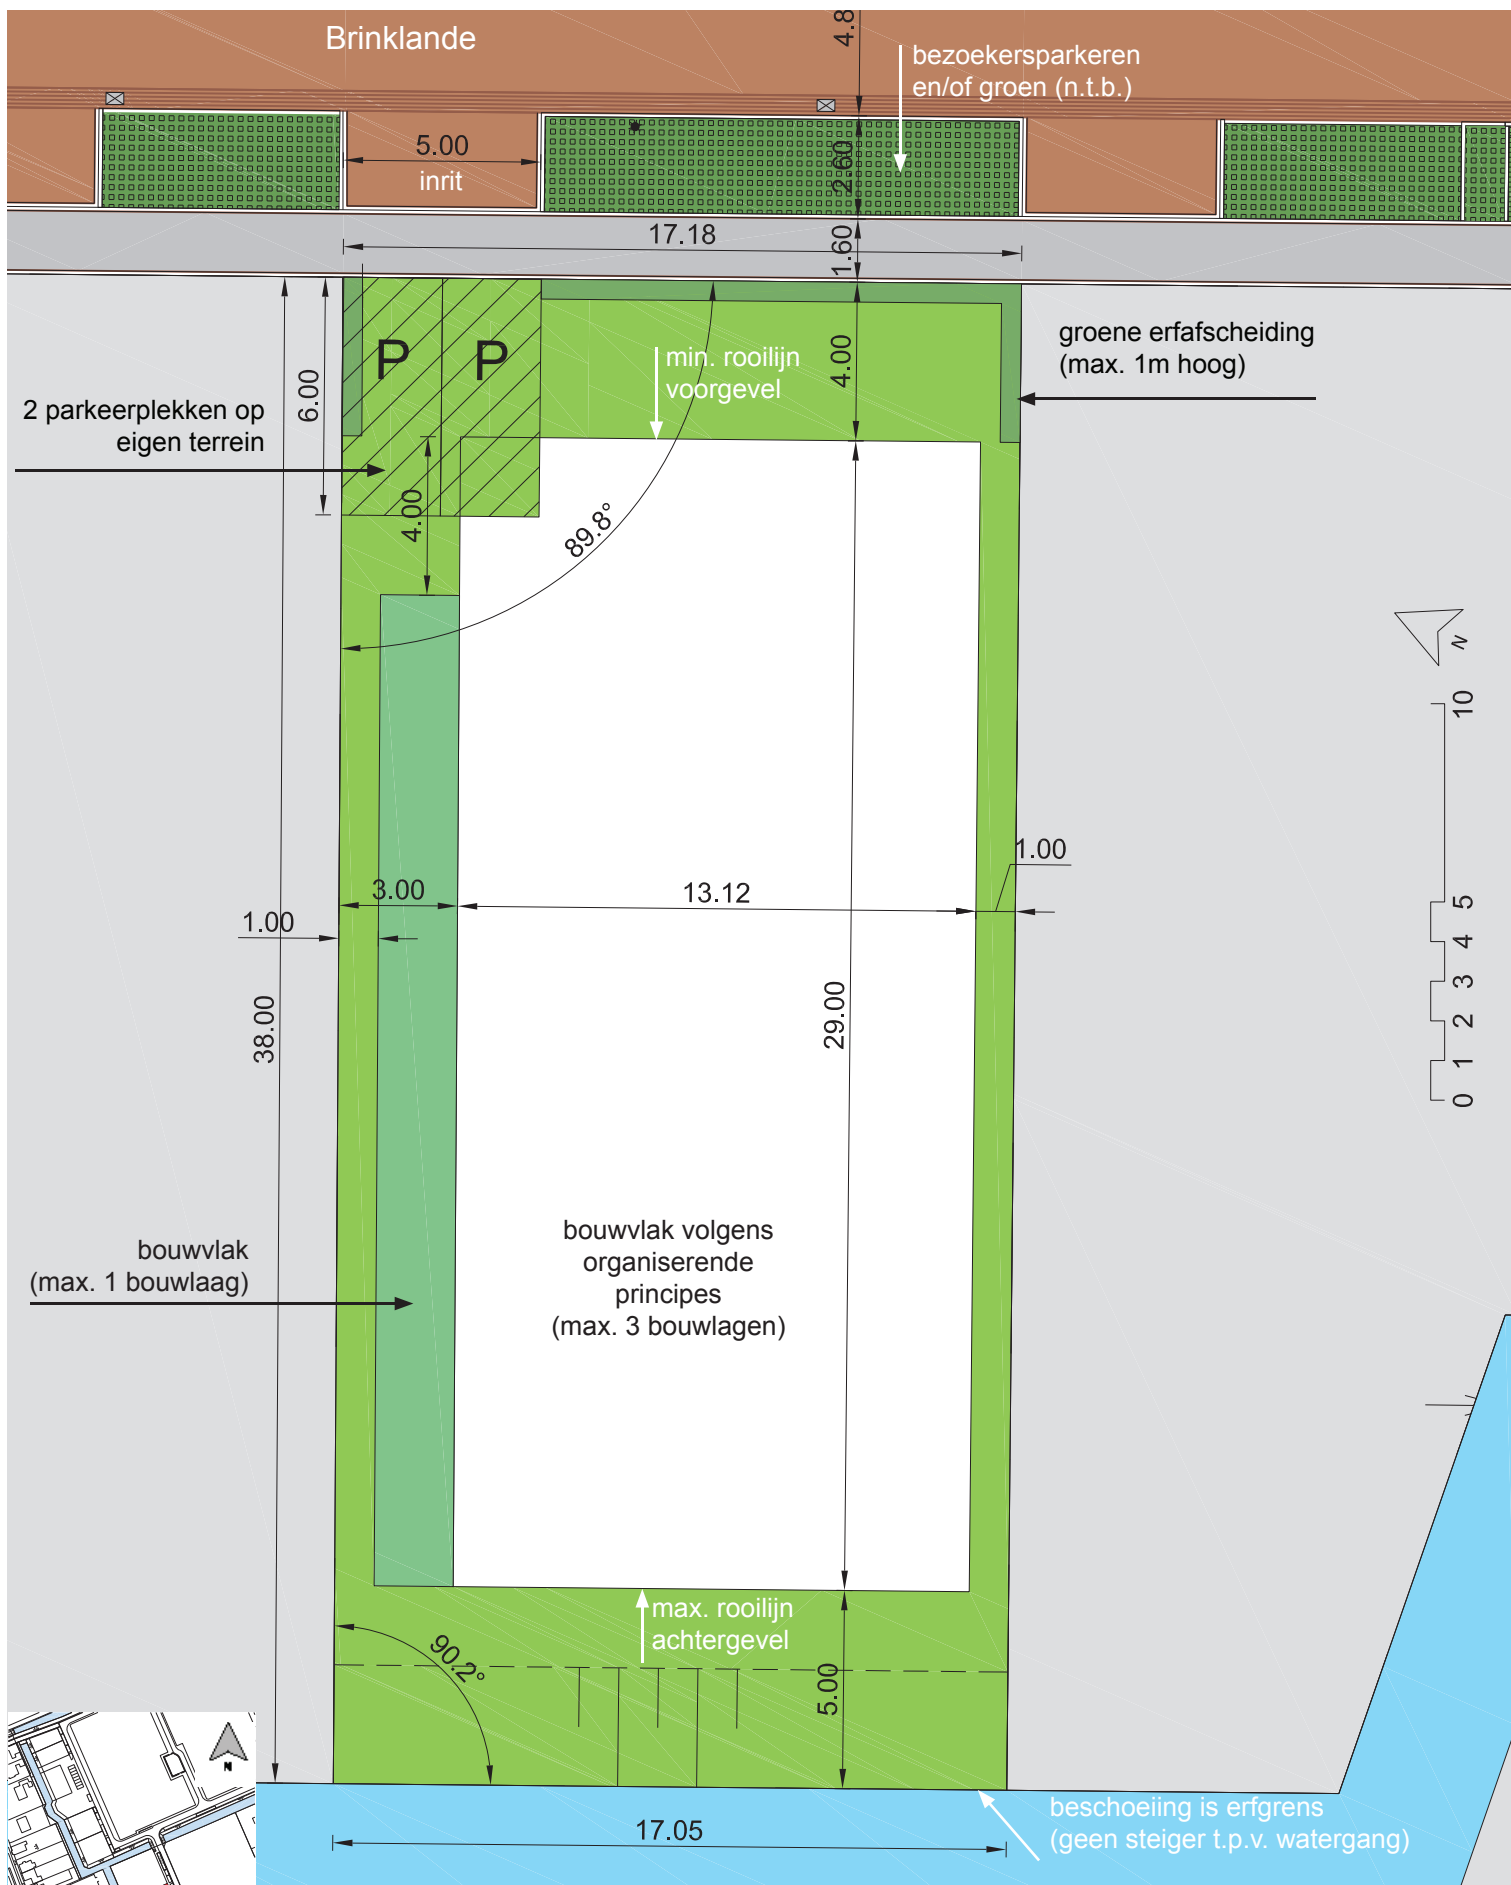 Brinklande
4.8
bezoekersparkeren
en/of groen (n.t.b.)
5.00
inrit
2.60
17.18
1.60
P
P
min. rooilijn
voorgevel
4.00
groene erfafscheiding
(max. 1m hoog)
6.00
2 parkeerplekken op
eigen terrein
4.00
89.8°
N
10
5
4
3
2
1
0
1.00
3.00
13.12
1.00
38.00
29.00
bouwvlak volgens
organiserende
principes
(max. 3 bouwlagen)
bouwvlak
(max. 1 bouwlaag)
max. rooilijn
achtergevel
90.2°
5.00
N
17.05
beschoeiing is erfgrens
(geen steiger t.p.v. watergang)